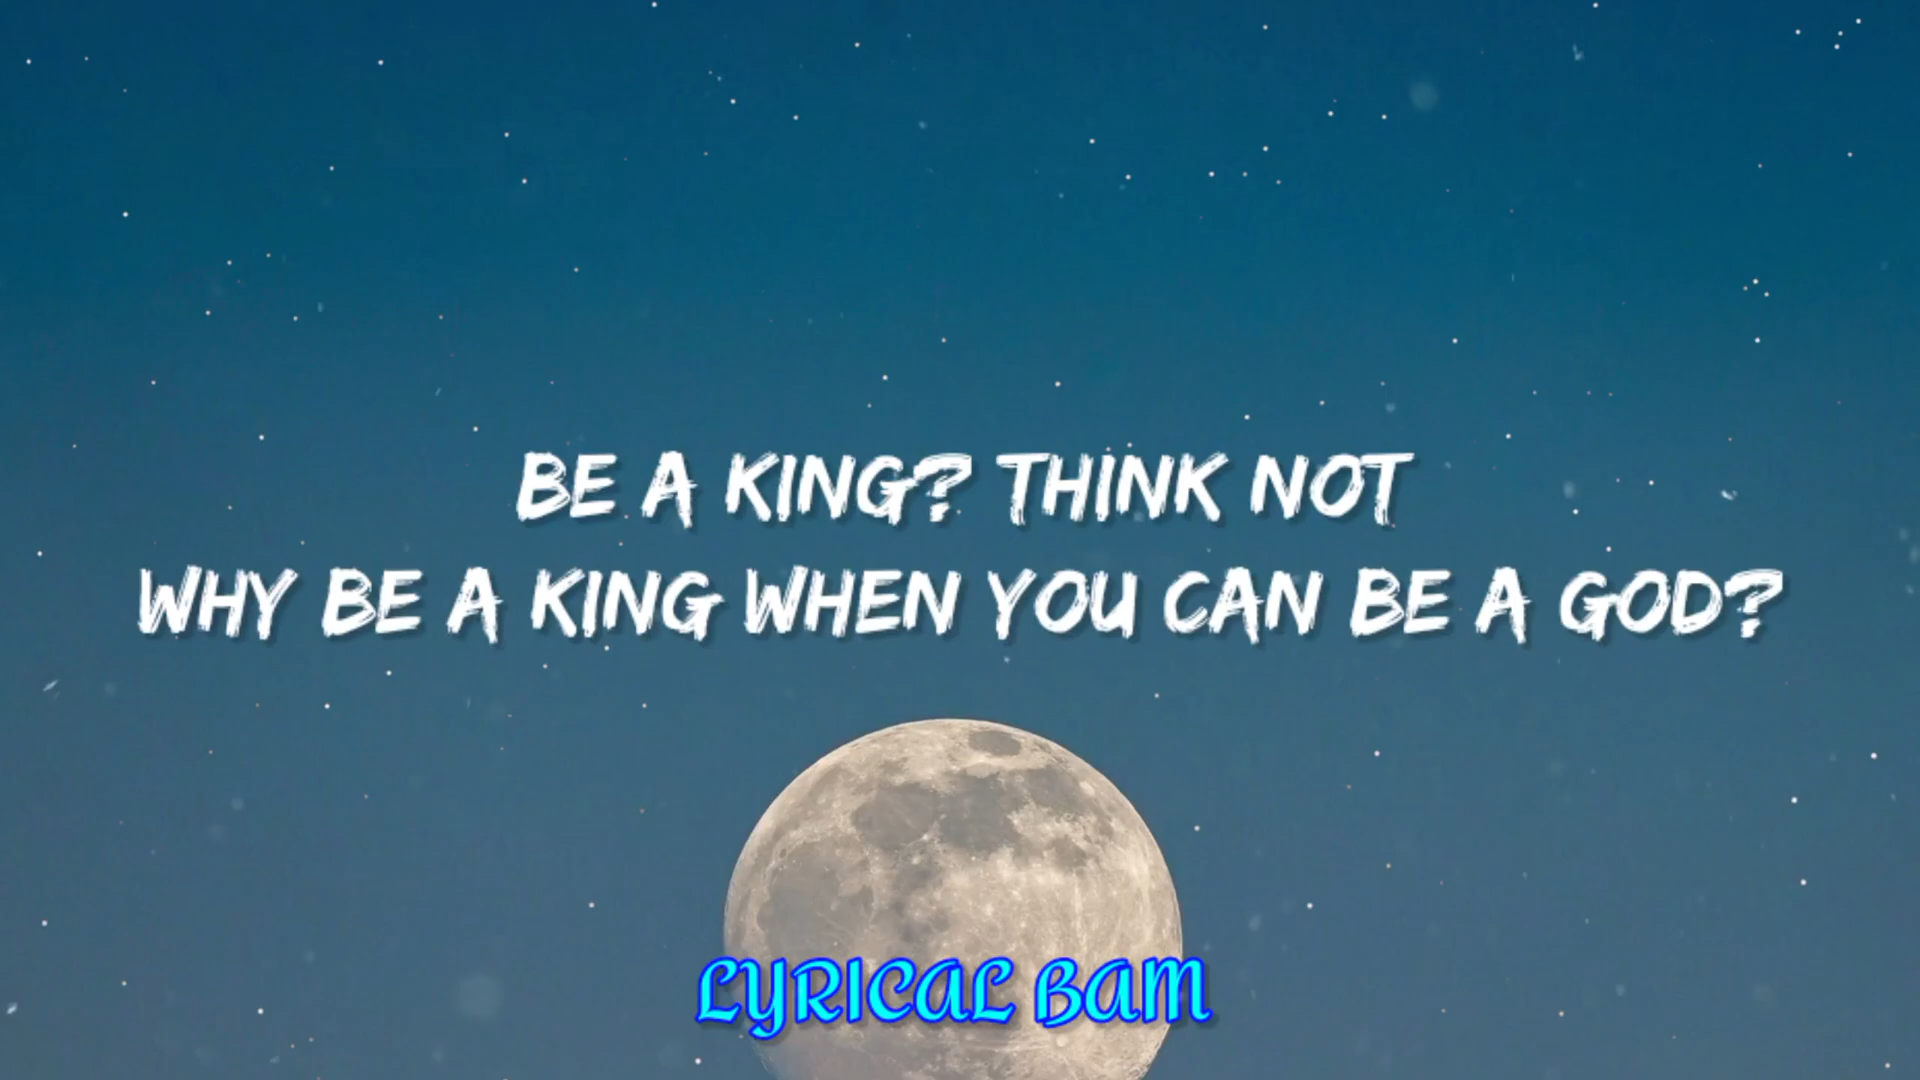 BE A KING? THINK NOT
WHY BE A KING WHEN YOU CAN BE A GOD?
LYRICAL BAM